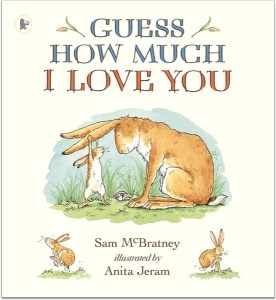 GUESS
HOW MUCH
I LOVE YOU
Sam McBratney
illustrated by
Anita Jeram